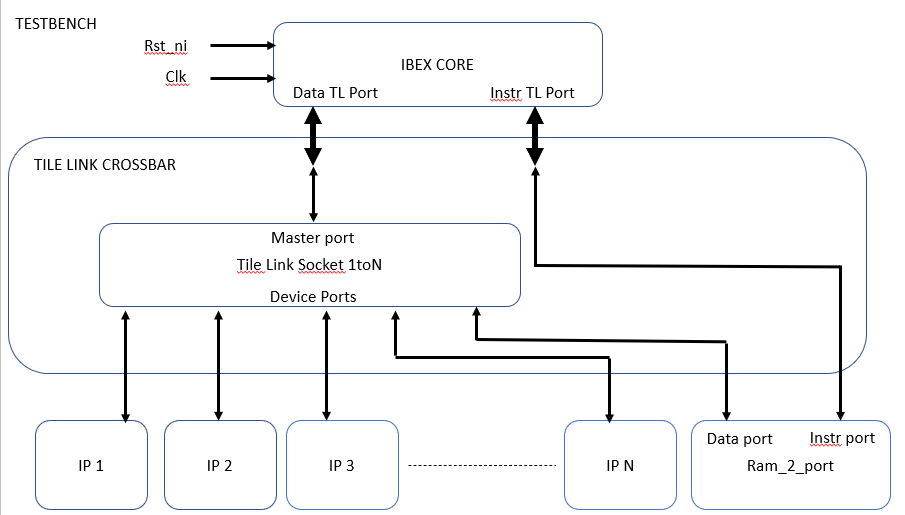 TESTBENCH
Rst_ni
Clk
IBEX CORE
Data TL Port
Instr TL Port
TILE LINK CROSSBAR
Master port
Tile Link Socket 1toN
Device Ports
IP 1
IP 2
IP 3
IP N
Data port
Instr port
Ram_2_port